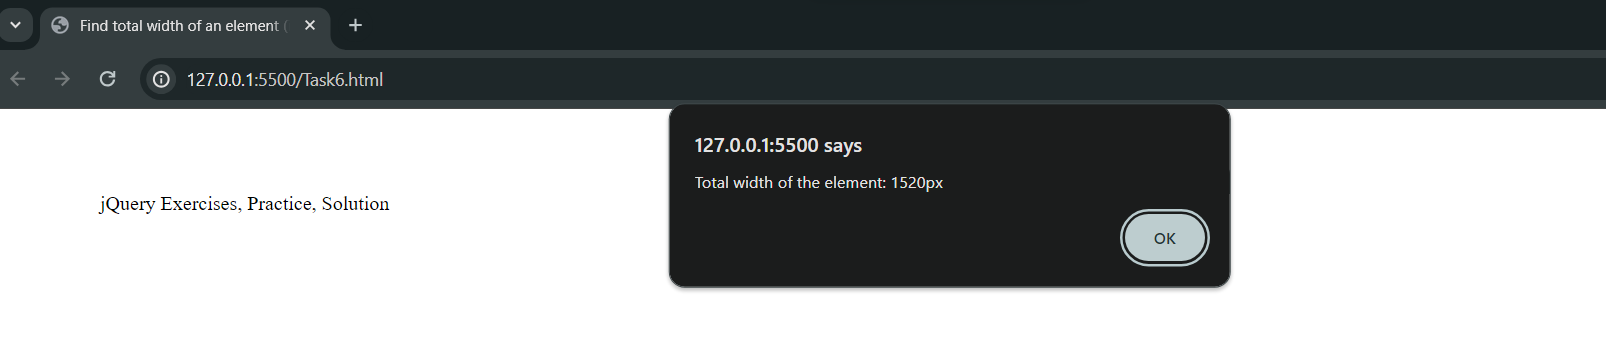 Find total width of an element (
127.0.0.1:5500/Task6.html
127.0.0.1:5500 says
Total width of the element: 1520px
OK
jQuery Exercises, Practice, Solution